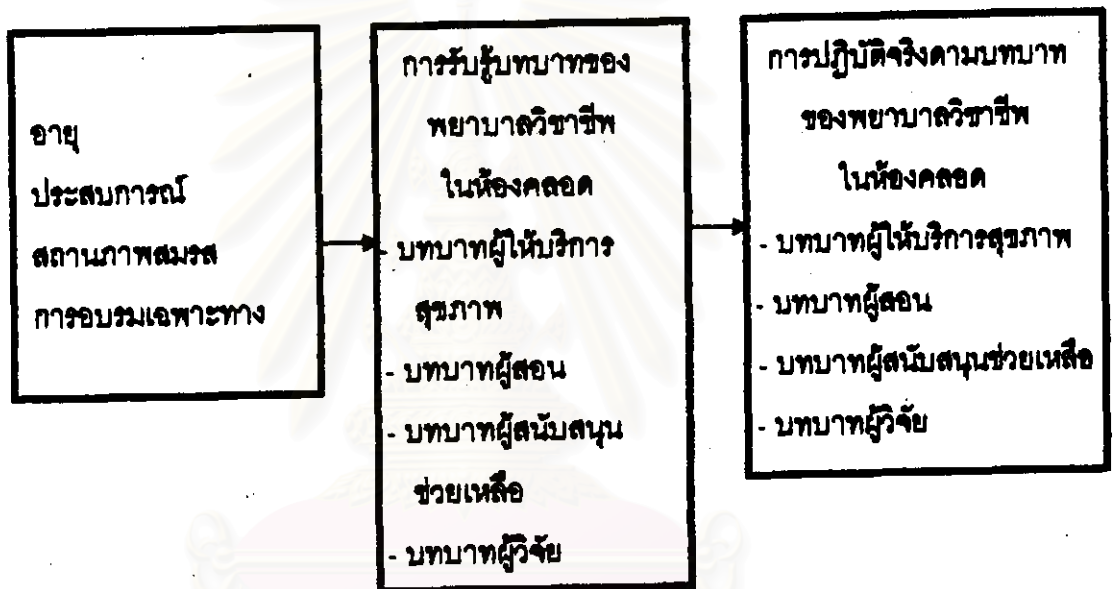 อายุ
ประสบการณ์
สถานภาพสมรส
การอบรมเฉพาะทาง
การรับรู้บทบาทของ
พยาบาลวิชาชีพ
ในห้องคลอด
- บทบาทผู้ให้บริการ
สุขภาพ
- บทบาทผู้สอน
- บทบาทผู้สนับสนุน
ช่วยเหลือ
- บทบาทผู้วิจัย
การปฏิบัติจริงตามบทบาท
ของพยาบาลวิชาชีพ
ในห้องคลอด
- บทบาทผู้ให้บริการสุขภาพ
- บทบาทผู้สอน
- บทบาทผู้สนับสนุนช่วยเหลือ
- บทบาทผู้วิจัย